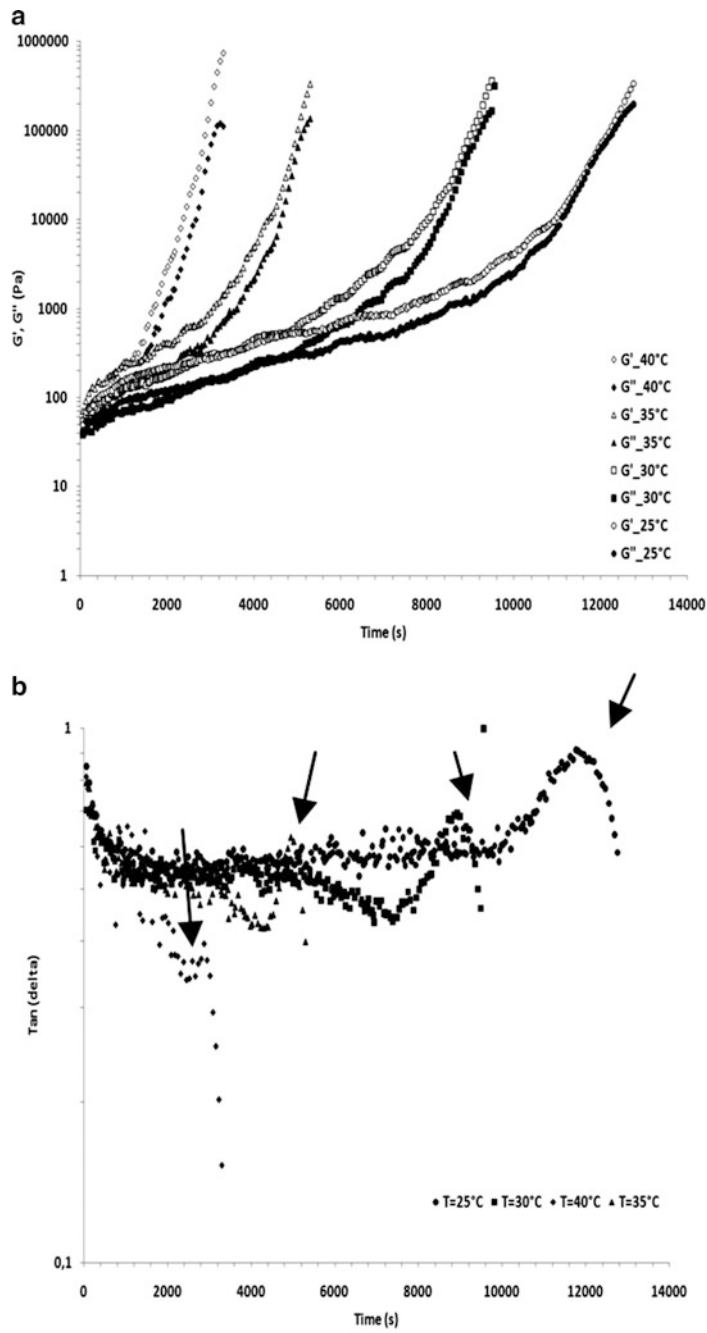 a
1000000
100000
10000
1000
100
10
1
G', G'' (Pa)
G'_40°C
G''_40°C
G'_35°C
G''_35°C
G'_30°C
G''_30°C
G'_25°C
G''_25°C
0 2000 4000 6000 8000 10000 12000 14000
Time (s)
b
1
Tan (delta)
T=25°C T=30°C T=40°C T=35°C
0,1
0 2000 4000 6000 8000 10000 12000 14000
Time (s)